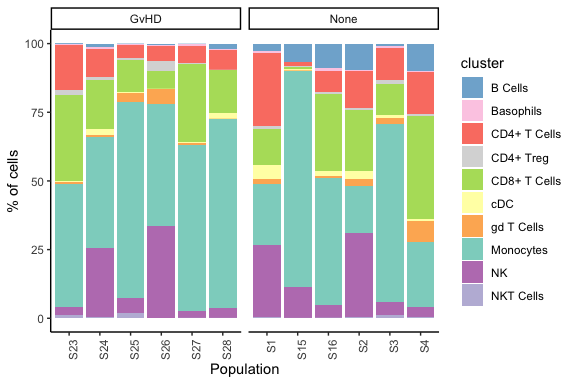 GvHD None
% of cells
100
75
50
25
0
S23 S24 S25 S26 S27 S28 S1 S15 S16 S2 S3 S4
Population
cluster
B Cells
Basophils
CD4+ T Cells
CD4+ Treg
CD8+ T Cells
cDC
gd T Cells
Monocytes
NK
NKT Cells